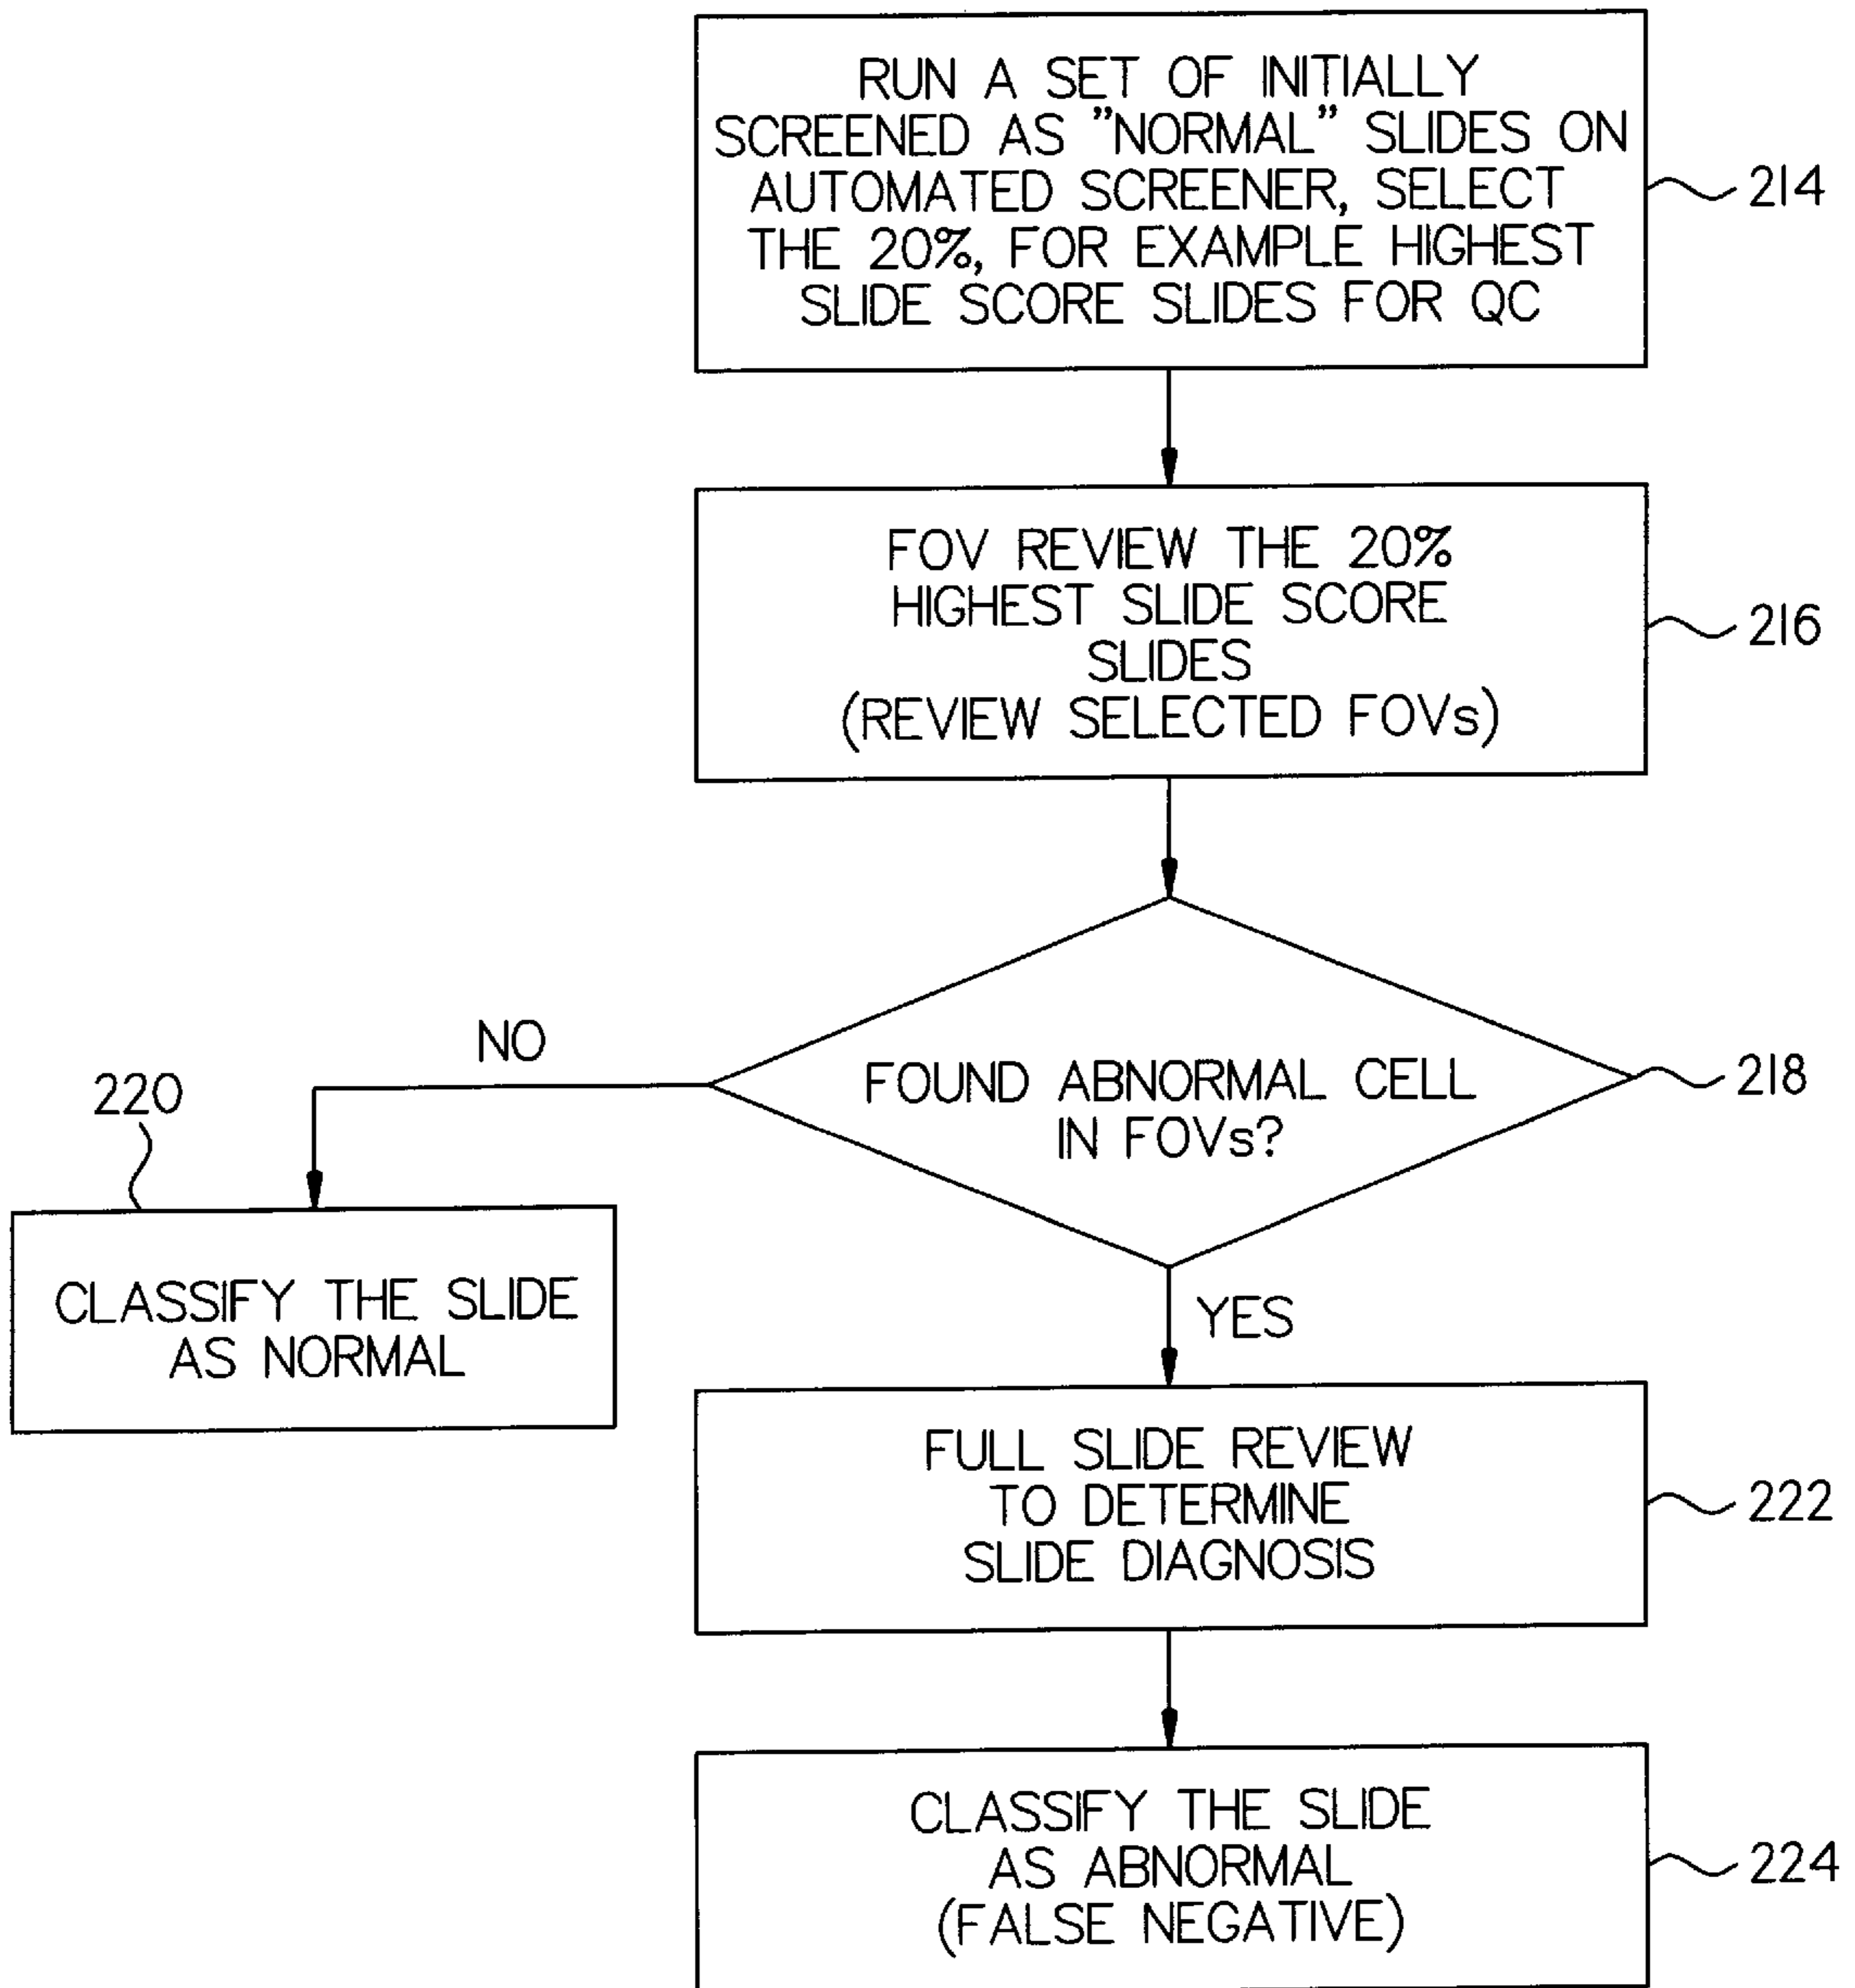 RUN A SET OF INITIALLY
SCREENED AS "NORMAL" SLIDES ON
AUTOMATED SCREENER, SELECT
THE 20%, FOR EXAMPLE HIGHEST
SLIDE SCORE SLIDES FOR QC
214
FOV REVIEW THE 20%
HIGHEST SLIDE SCORE
SLIDES
(REVIEW SELECTED FOVs)
216
NO
FOUND ABNORMAL CELL
IN FOVs?
218
220
CLASSIFY THE SLIDE
AS NORMAL
YES
FULL SLIDE REVIEW
TO DETERMINE
SLIDE DIAGNOSIS
222
CLASSIFY THE SLIDE
AS ABNORMAL
(FALSE NEGATIVE)
224